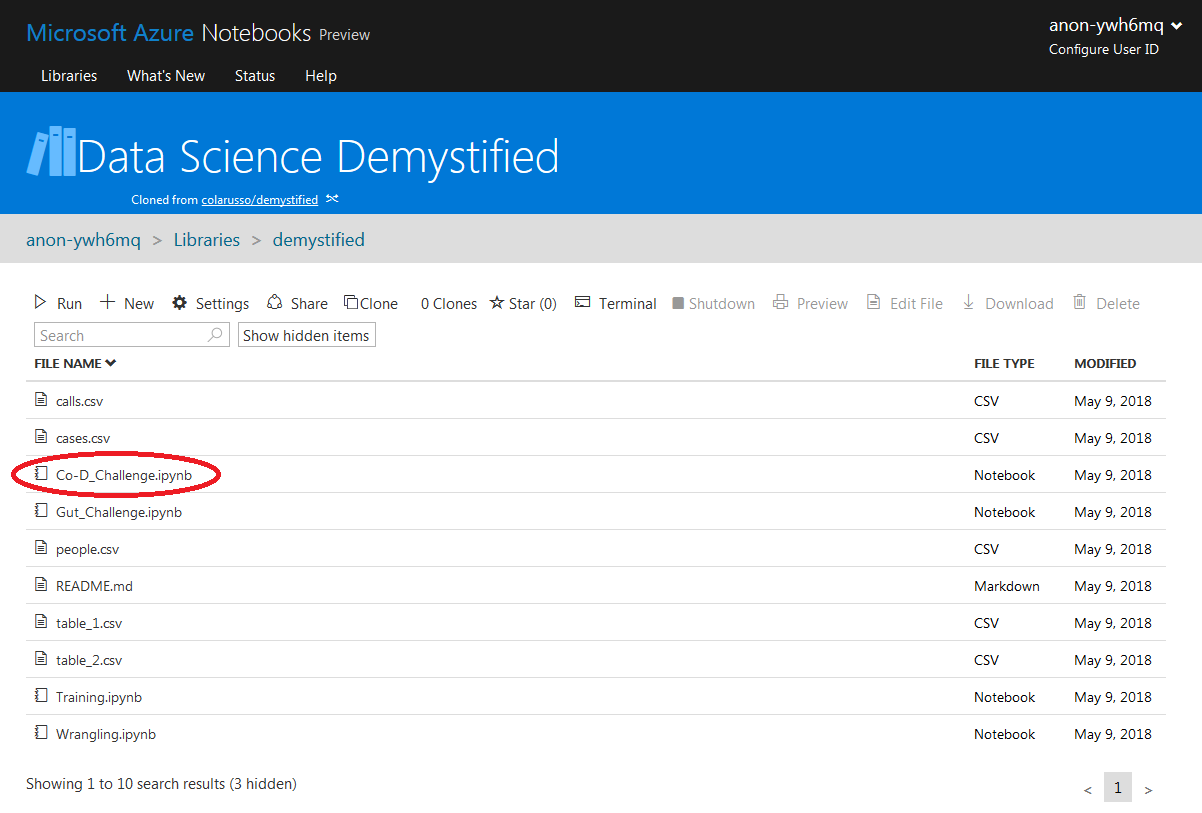 Microsoft Azure Notebooks Preview
anon-ywh6mq
Configure User ID
Libraries What's New Status Help
Data Science Demystified
Cloned from colarusso/demystified
anon-ywh6mq > Libraries > demystified
Run New Settings Share Clone 0 Clones Star (0) Terminal Shutdown Preview Edit File Download Delete
Search Show hidden items
FILE NAME FILE TYPE MODIFIED
calls.csv CSV May 9, 2018
cases.csv CSV May 9, 2018
Co-D_Challenge.ipynb Notebook May 9, 2018
Gut_Challenge.ipynb Notebook May 9, 2018
people.csv CSV May 9, 2018
README.md Markdown May 9, 2018
table_1.csv CSV May 9, 2018
table_2.csv CSV May 9, 2018
Training.ipynb Notebook May 9, 2018
Wrangling.ipynb Notebook May 9, 2018
Showing 1 to 10 search results (3 hidden)
< 1 >